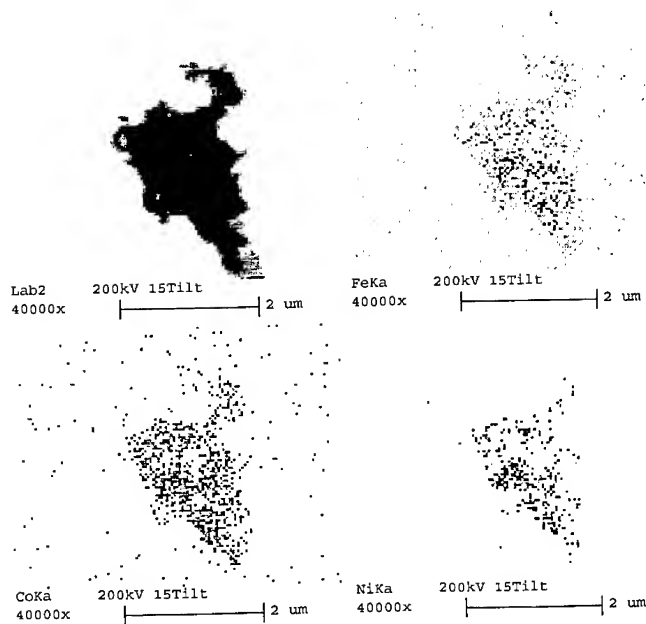 Lab2 200kV 15Tilt
40000x 2 um
FeKa 200kV 15Tilt
40000x 2 um
CoKa 200kV 15Tilt
40000x 2 um
NiKa 200kV 15Tilt
40000x 2 um